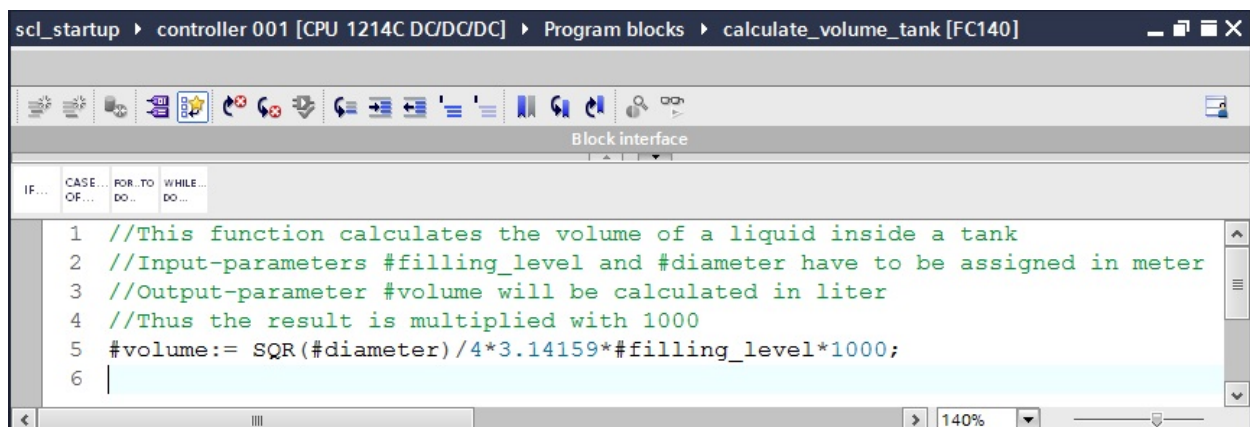 scl_startup ▸ controller 001 [CPU 1214C DC/DC/DC] ▸ Program blocks ▸ calculate_volume_tank [FC140]
Block interface
IF... CASE... OF... FOR..TO DO.. WHILE... DO...
1 //This function calculates the volume of a liquid inside a tank
2 //Input-parameters #filling_level and #diameter have to be assigned in meter
3 //Output-parameter #volume will be calculated in liter
4 //Thus the result is multiplied with 1000
5 #volume:= SQR(#diameter)/4*3.14159*#filling_level*1000;
6
140%